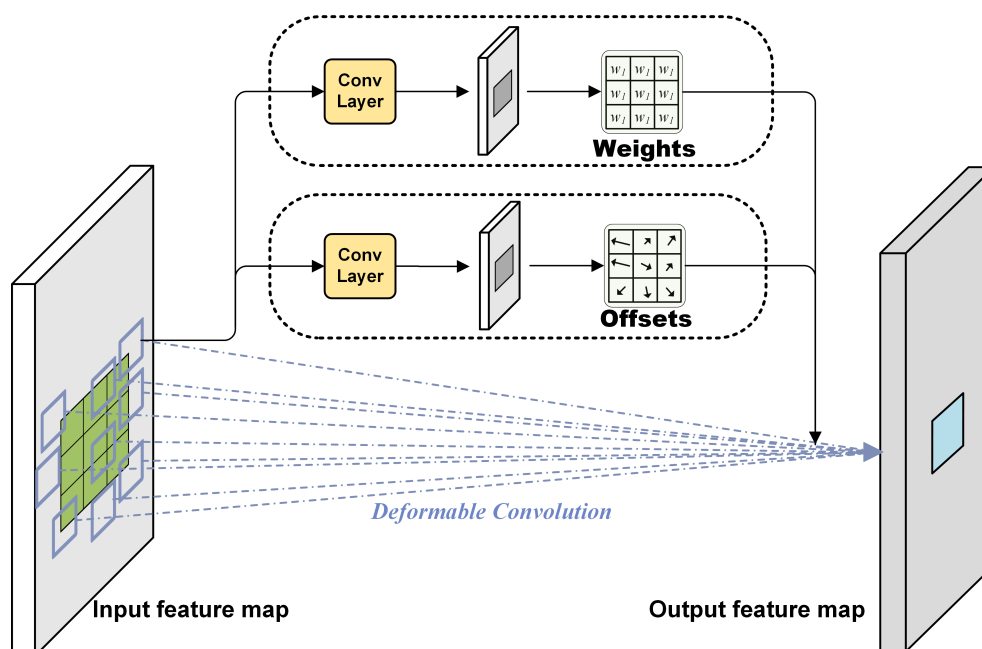 Conv
Layer
w1 w1 w1
w1 w1 w1
w1 w1 w1
Weights
Conv
Layer
Offsets
Deformable Convolution
Input feature map
Output feature map